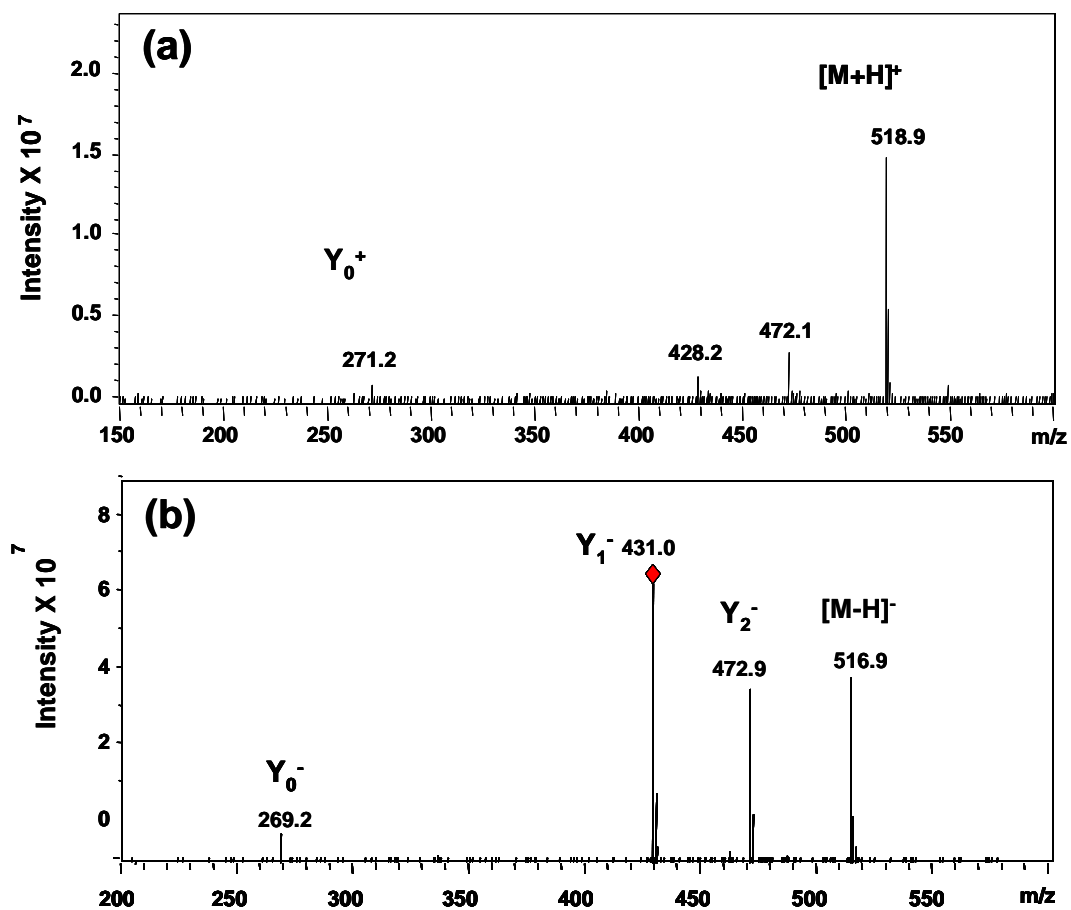 (a)
[M+H]+
518.9
Y0+
271.2
428.2
472.1
Intensity X 10 7
2.0
1.5
1.0
0.5
0.0
150 200 250 300 350 400 450 500 550 m/z
(b)
Y1- 431.0
Y2-
472.9
[M-H]-
516.9
Y0-
269.2
Intensity X 10 7
8
6
4
2
0
200 250 300 350 400 450 500 550 m/z